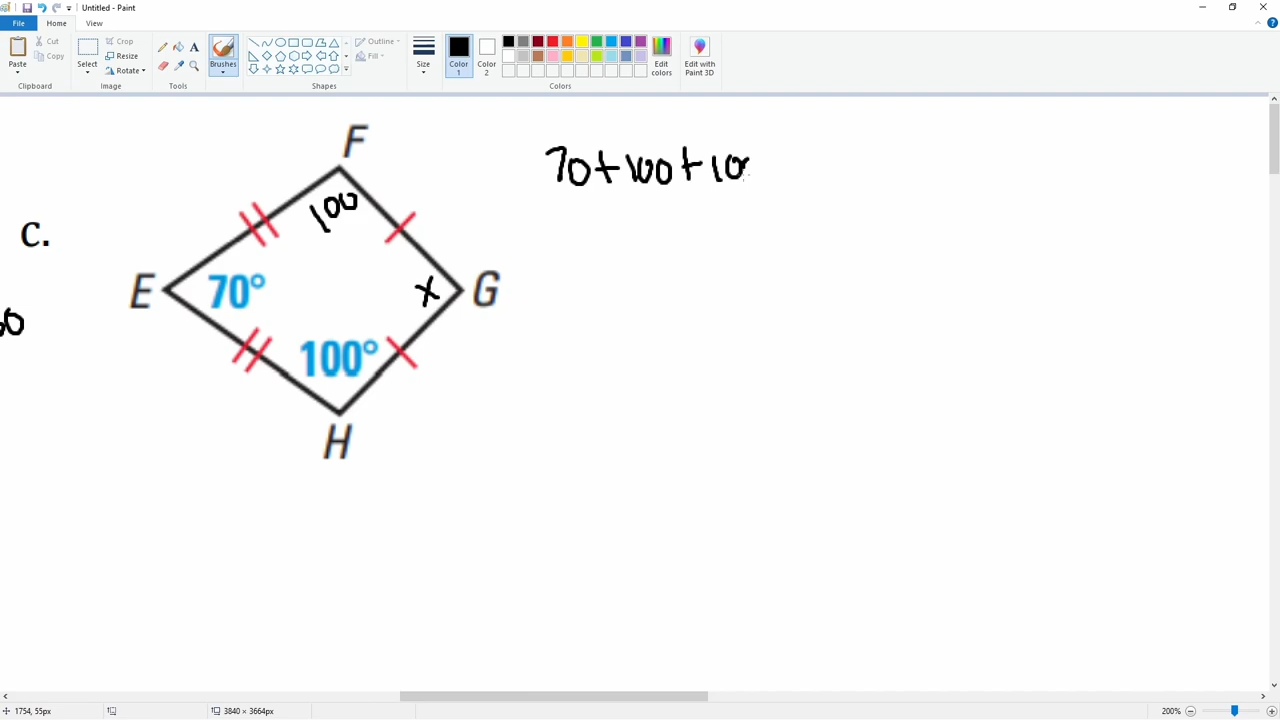 Untitled - Paint
File Home View
Paste Cut Copy Clipboard
Select Crop Resize Rotate Image
Tools
Brushes
Outline Fill Shapes
Size
Color 1
Color 2
Edit colors
Colors
Edit with Paint 3D
F
70+100+100
100
C.
E 70° x G
100°
H
1754, 55px
3840 × 3664px
200%